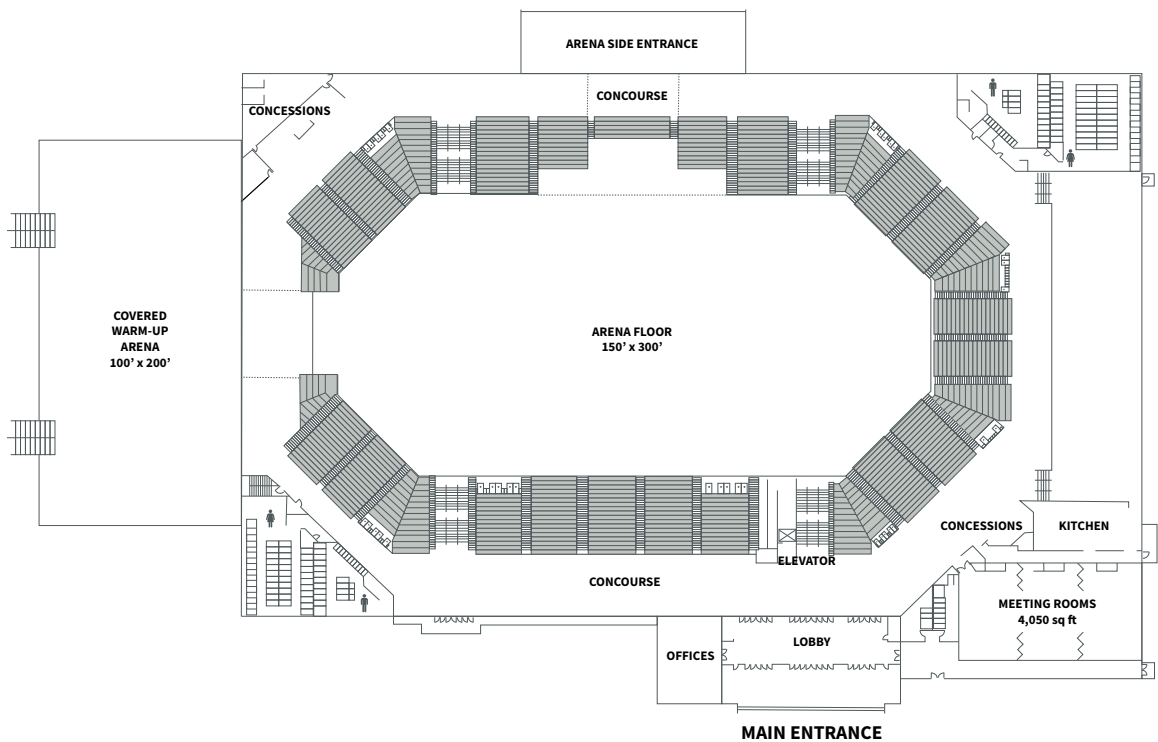 ARENA SIDE ENTRANCE
CONCOURSE
CONCESSIONS
COVERED
WARM-UP
ARENA
100’ x 200’
ARENA FLOOR
150’ x 300’
CONCESSIONS
KITCHEN
ELEVATOR
CONCOURSE
MEETING ROOMS
4,050 sq ft
OFFICES
LOBBY
MAIN ENTRANCE